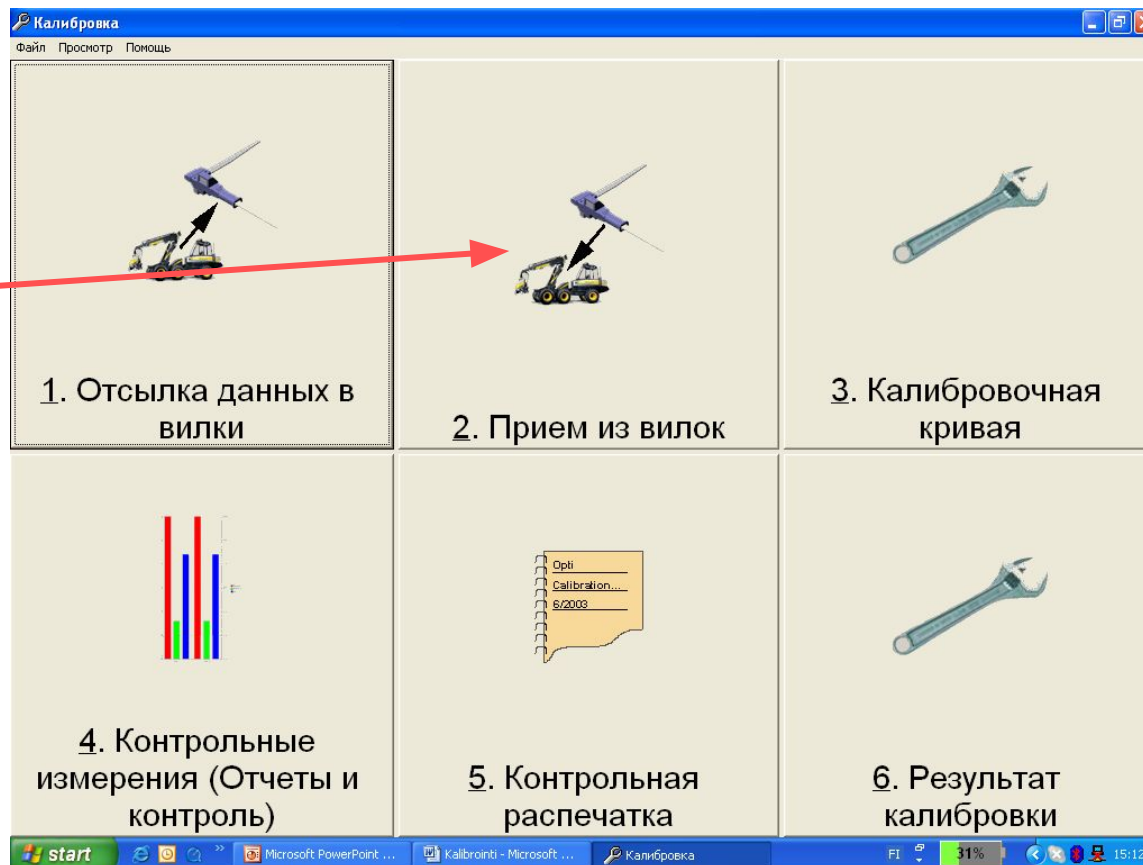 Калибровка
Файл Просмотр Помощь
1. Отсылка данных в
вилки
2. Прием из вилок
3. Калибровочная
кривая
4. Контрольные
измерения (Отчеты и
контроль)
Opti
Calibration...
6/2003
5. Контрольная
распечатка
6. Результат
калибровки
start
Microsoft PowerPoint ...
Kalibrointi - Microsoft ...
Калибровка
FI
31%
15:12